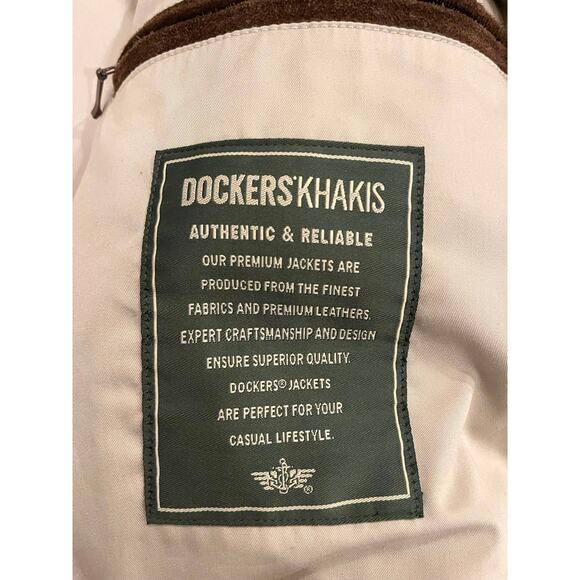 DOCKERS®KHAKIS
AUTHENTIC & RELIABLE
OUR PREMIUM JACKETS ARE
PRODUCED FROM THE FINEST
FABRICS AND PREMIUM LEATHERS.
EXPERT CRAFTSMANSHIP AND DESIGN
ENSURE SUPERIOR QUALITY.
DOCKERS® JACKETS
ARE PERFECT FOR YOUR
CASUAL LIFESTYLE.
®